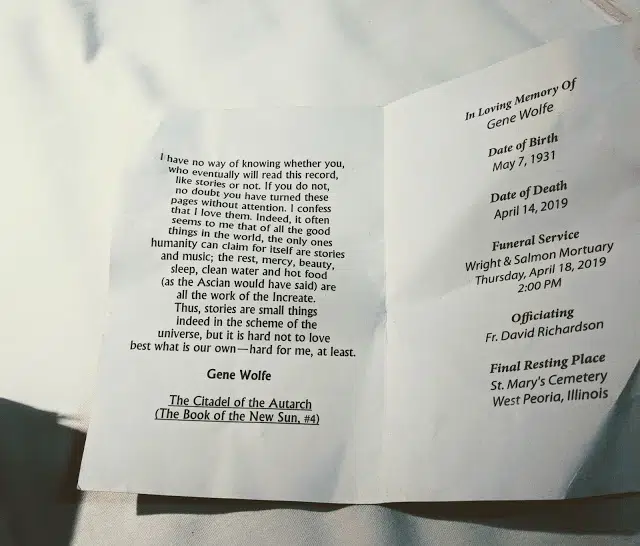 I have no way of knowing whether you,
who eventually will read this record,
like stories or not. If you do not,
no doubt you have turned these
pages without attention. I confess
that I love them. Indeed, it often
seems to me that of all the good
things in the world, the only ones
humanity can claim for itself are stories
and music; the rest, mercy, beauty,
sleep, clean water and hot food
(as the Ascian would have said) are
all the work of the Increate.
Thus, stories are small things
indeed in the scheme of the
universe, but it is hard not to love
best what is our own—hard for me, at least.
Gene Wolfe
The Citadel of the Autarch
(The Book of the New Sun, #4)
In Loving Memory Of
Gene Wolfe
Date of Birth
May 7, 1931
Date of Death
April 14, 2019
Funeral Service
Wright & Salmon Mortuary
Thursday, April 18, 2019
2:00 PM
Officiating
Fr. David Richardson
Final Resting Place
St. Mary's Cemetery
West Peoria, Illinois